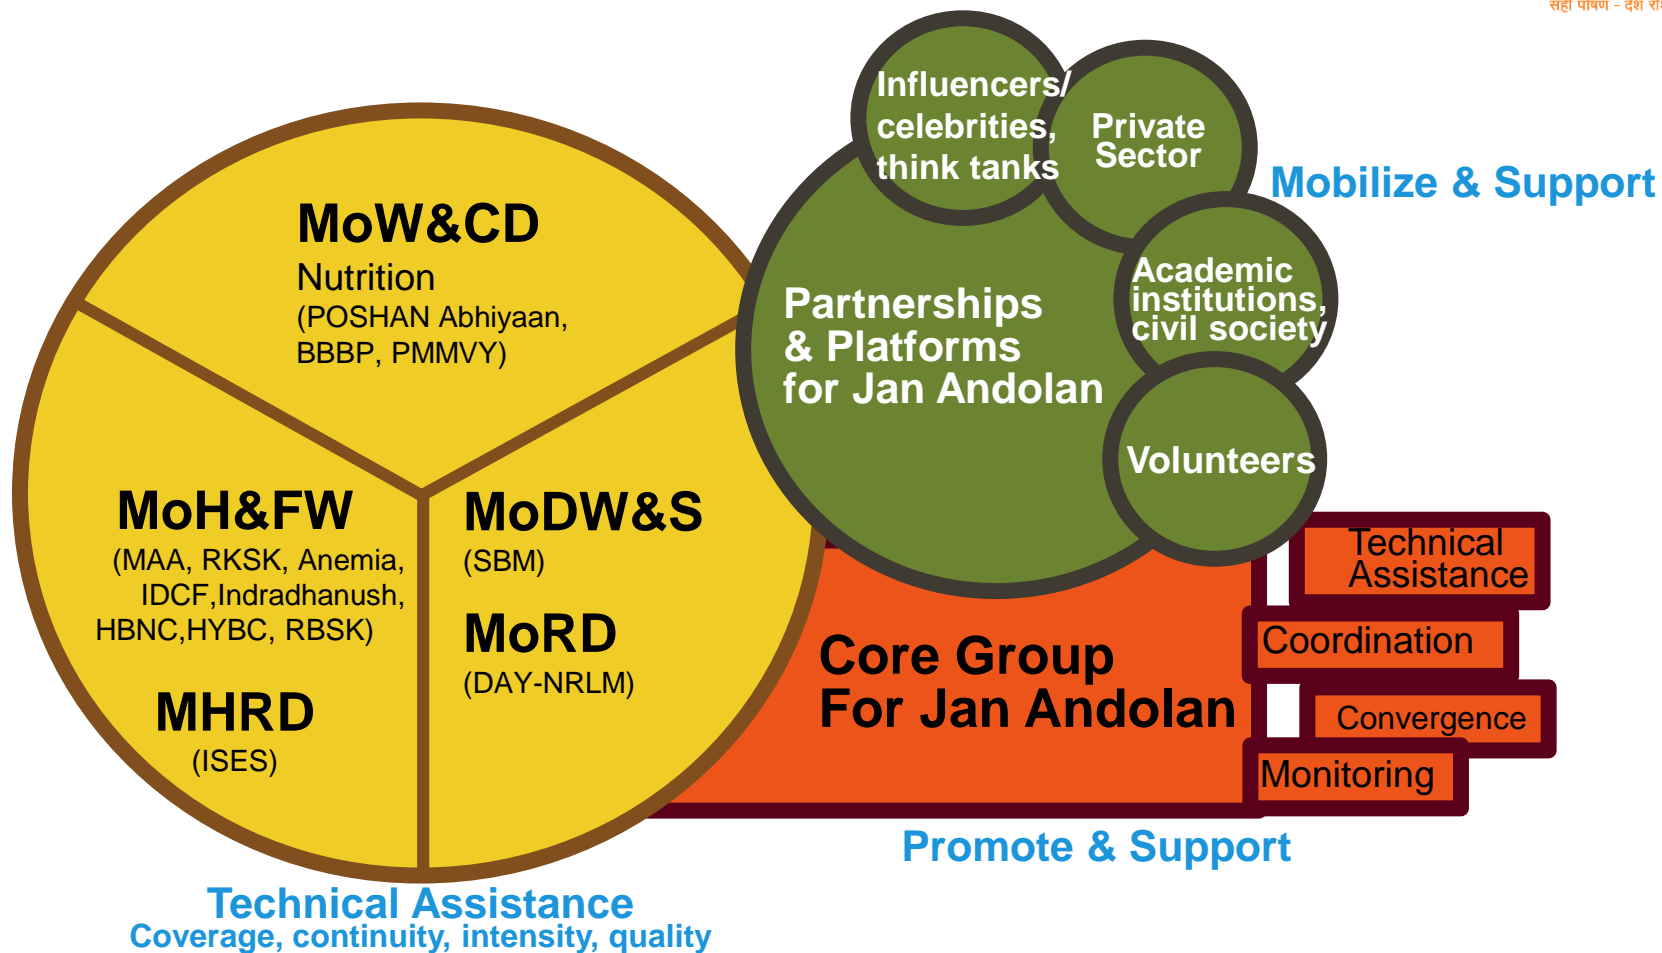 सही पोषण – देश
Influencers/
celebrities,
think tanks
Private
Sector
Mobilize & Support
Academic
institutions,
civil society
Volunteers
Partnerships
& Platforms
for Jan Andolan
MoW&CD
Nutrition
(POSHAN Abhiyaan,
BBBP, PMMVY)
MoH&FW
(MAA, RKSK, Anemia,
IDCF,Indradhanush,
HBNC,HYBC, RBSK)
MHRD
(ISES)
MoDW&S
(SBM)
MoRD
(DAY-NRLM)
Core Group
For Jan Andolan
Technical
Assistance
Coordination
Convergence
Monitoring
Promote & Support
Technical Assistance
Coverage, continuity, intensity, quality